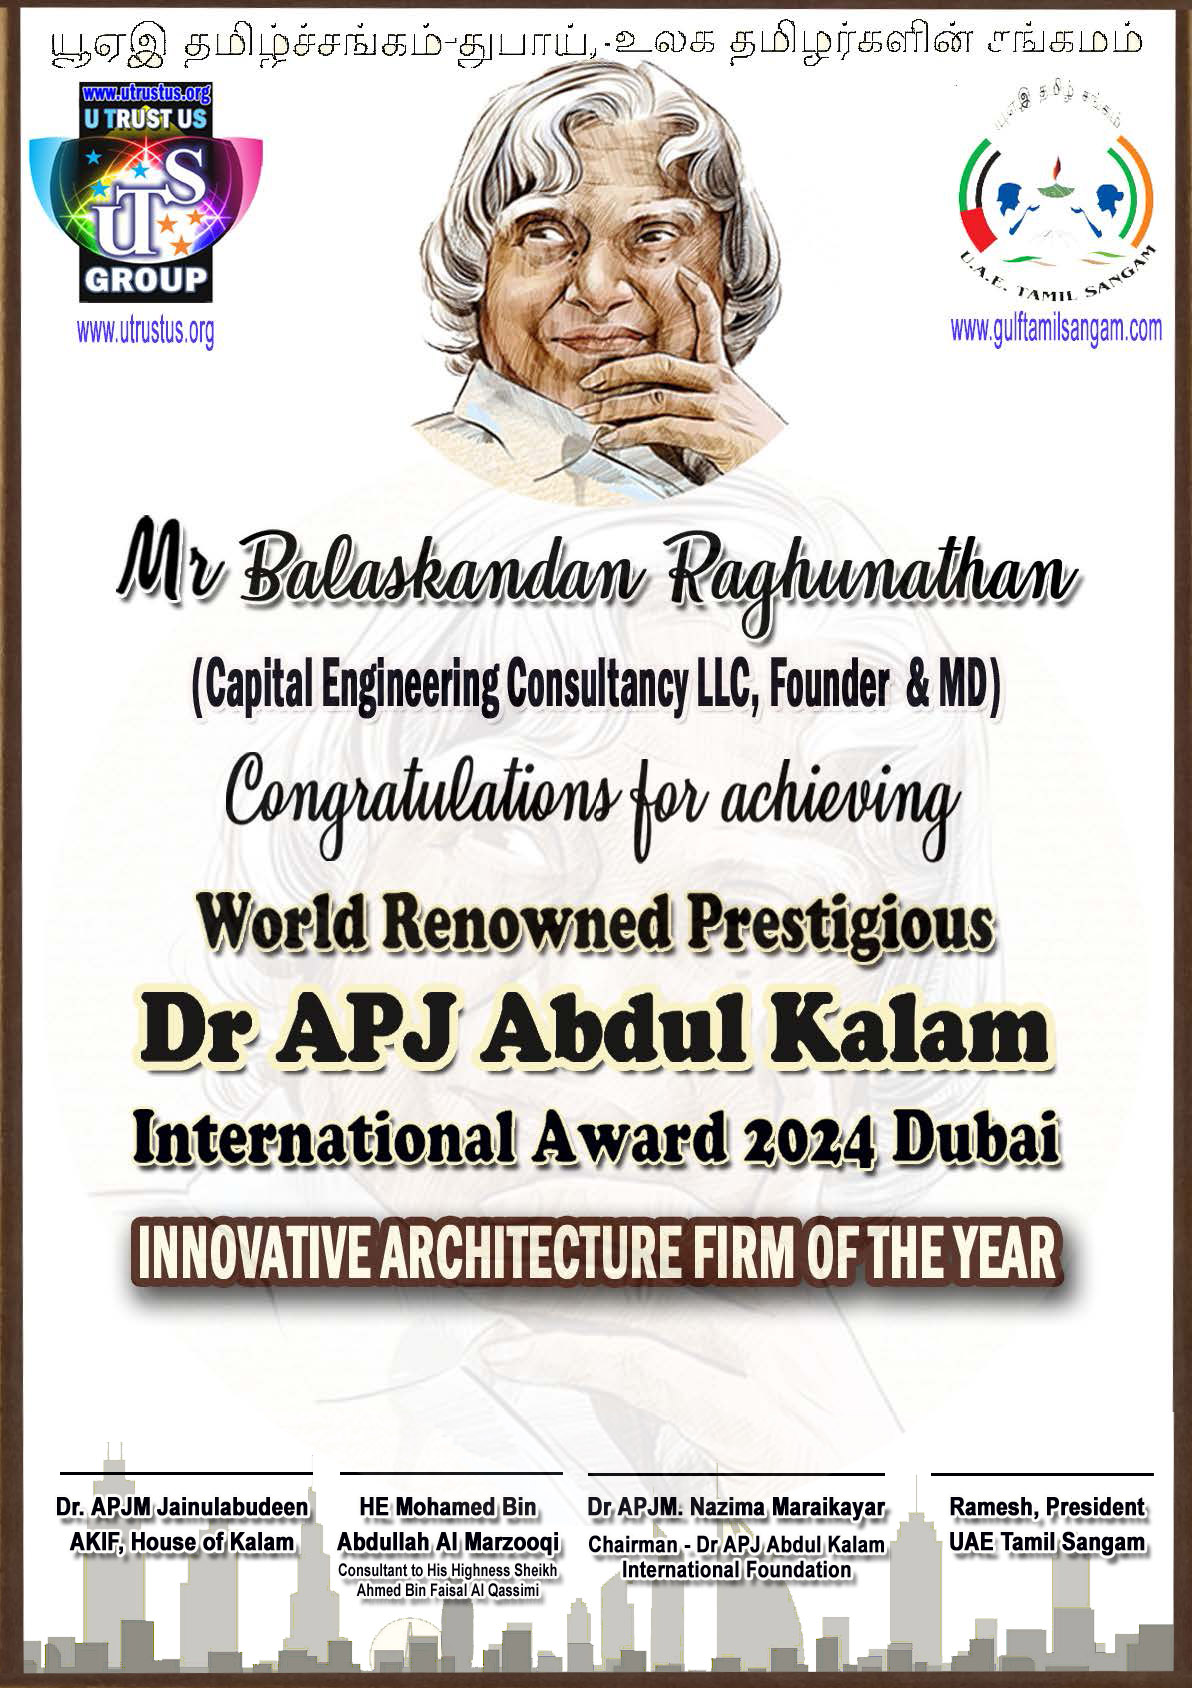 யூஏஇ தமிழ்ச்சங்கம்-துபாய்,-உலக தமிழர்களின் சங்கமம்
www.utrustus.org
U TRUST US
UTS
GROUP
www.utrustus.org
யுஏஇ தமிழ் சங்கம்
U.A.E. TAMIL SANGAM
www.gulftamilsangam.com
Mr Balaskandan Raghunathan
(Capital Engineering Consultancy LLC, Founder & MD)
Congratulations for achieving
World Renowned Prestigious
Dr APJ Abdul Kalam
International Award 2024 Dubai
INNOVATIVE ARCHITECTURE FIRM OF THE YEAR
Dr. APJM Jainulabudeen
AKIF, House of Kalam
HE Mohamed Bin
Abdullah Al Marzooqi
Consultant to His Highness Sheikh
Ahmed Bin Faisal Al Qassimi
Dr APJM. Nazima Maraikayar
Chairman - Dr APJ Abdul Kalam
International Foundation
Ramesh, President
UAE Tamil Sangam